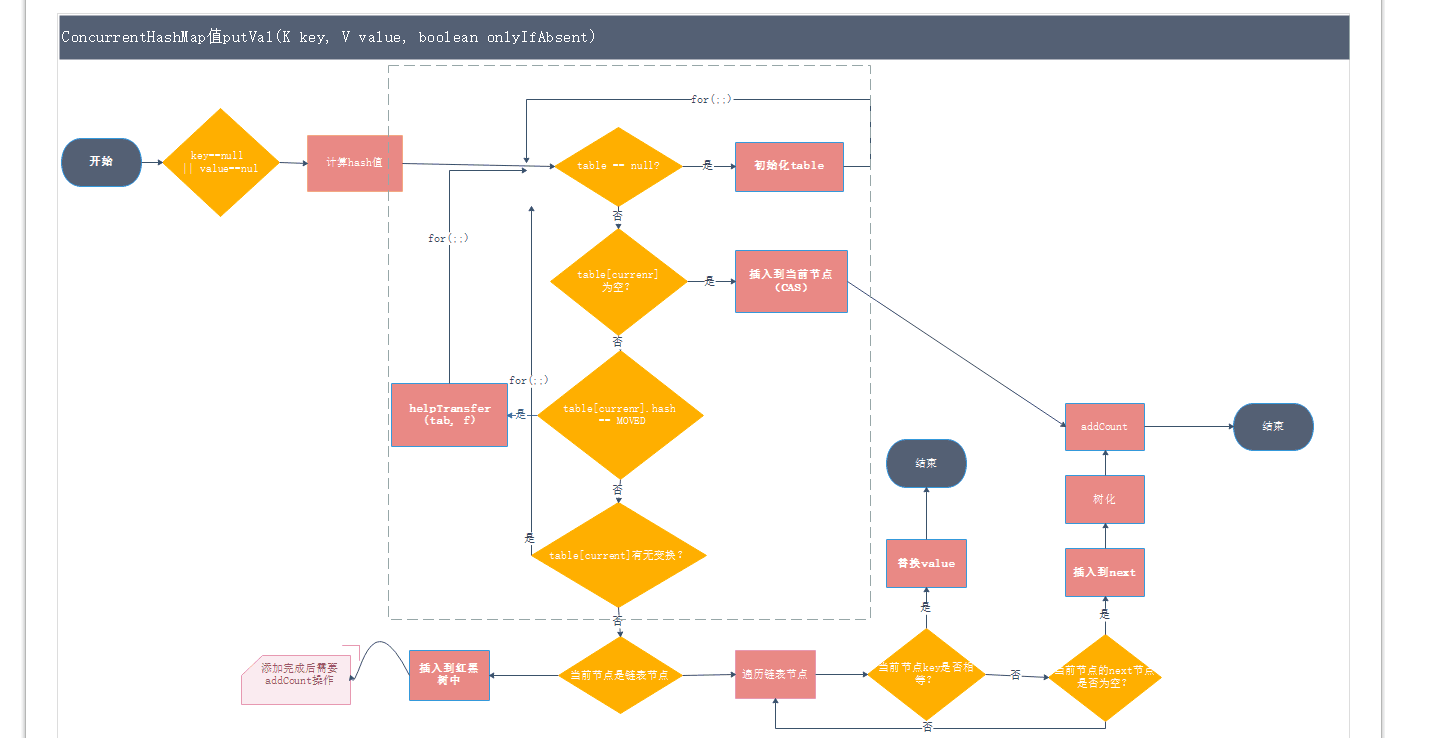 ConcurrentHashMap值putVal(K key, V value, boolean onlyIfAbsent)
for(;;)
开始
key==null
|| value==nul
计算hash值
table == null?
是
初始化table
否
for(;;)
table[currenr]
为空?
是
插入到当前节点
(CAS)
否
for(;;)
helpTransfer
(tab, f)
是
table[currenr].hash
== MOVED
addCount
结束
结束
否
树化
是
table[current]有无变换?
替换value
插入到next
否
是
是
添加完成后需要
addCount操作
插入到红黑
树中
当前节点是链表节点
遍历链表节点
当前节点key是否相
等?
否
当前节点的next节点
是否为空?
否